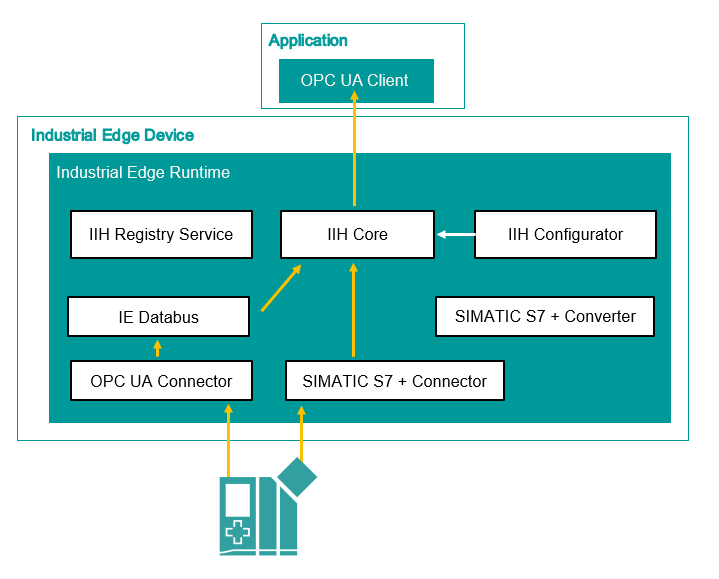 Application
OPC UA Client
Industrial Edge Device
Industrial Edge Runtime
IIH Registry Service
IIH Core
IIH Configurator
IE Databus
SIMATIC S7 + Converter
OPC UA Connector
SIMATIC S7 + Connector